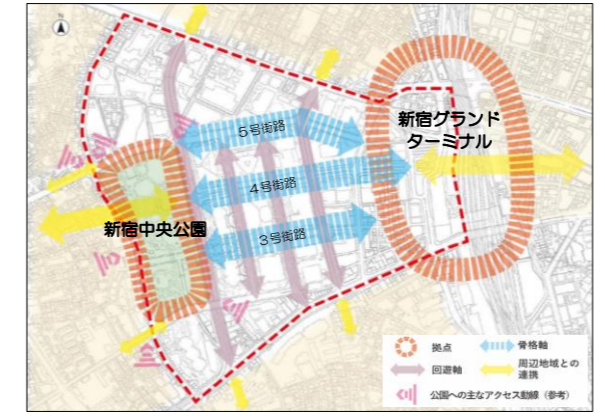 新宿グランド
ターミナル
5号街路
4号街路
新宿中央公園
3号街路
拠点
骨格軸
回遊軸
周辺地域との
連携
公園への主なアクセス動線（参考）